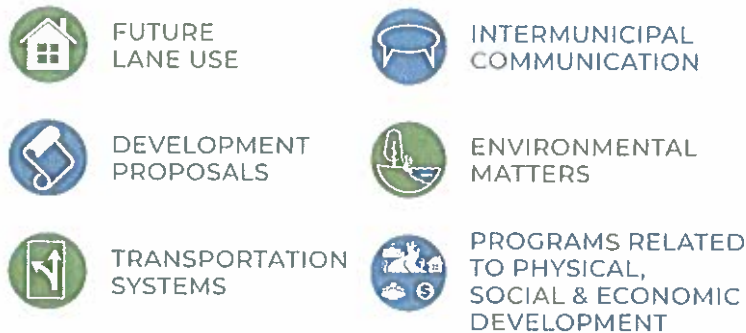 FUTURE
LANE USE
INTERMUNICIPAL
COMMUNICATION
DEVELOPMENT
PROPOSALS
ENVIRONMENTAL
MATTERS
TRANSPORTATION
SYSTEMS
PROGRAMS RELATED
TO PHYSICAL,
SOCIAL & ECONOMIC
DEVELOPMENT